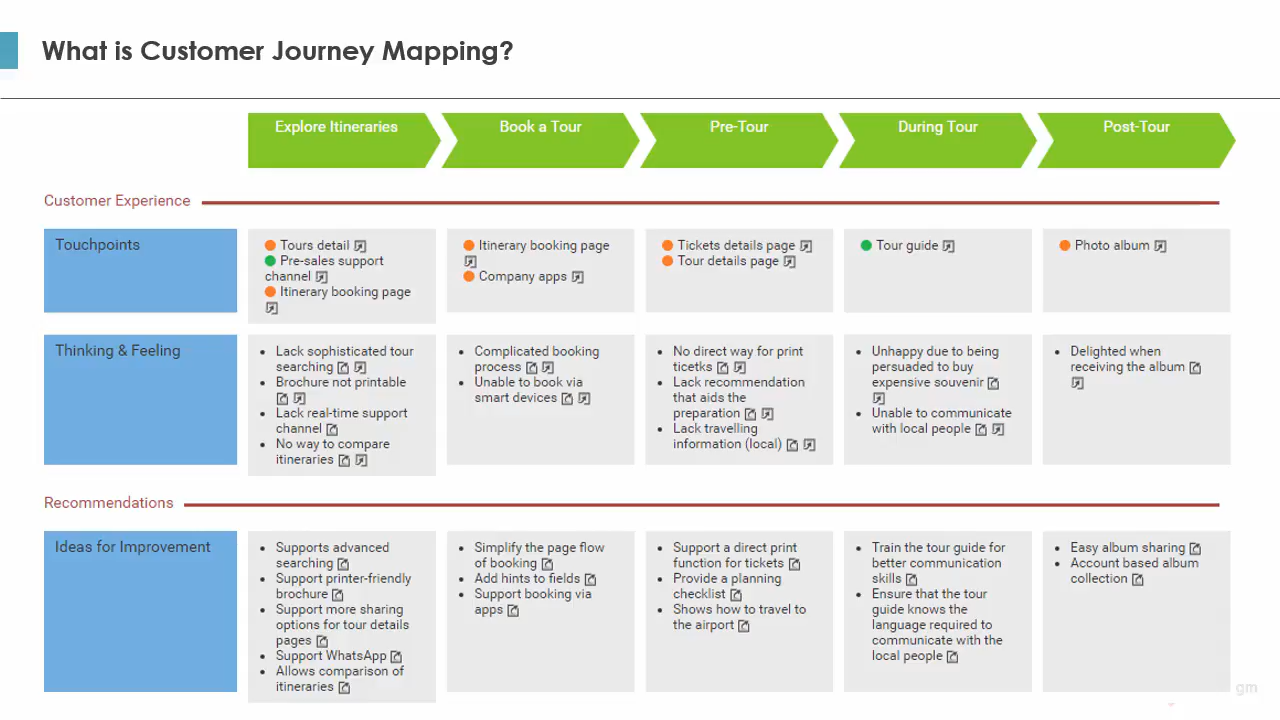 What is Customer Journey Mapping?
Explore Itineraries
Book a Tour
Pre-Tour
During Tour
Post-Tour
Customer Experience
Touchpoints
Tours detail
Pre-sales support
channel
Itinerary booking page
Itinerary booking page
Company apps
Tickets details page
Tour details page
Tour guide
Photo album
Thinking & Feeling
Lack sophisticated tour
searching
Brochure not printable
Lack real-time support
channel
No way to compare
itineraries
Complicated booking
process
Unable to book via
smart devices
No direct way for print
ticetks
Lack recommendation
that aids the
preparation
Lack travelling
information (local)
Unhappy due to being
persuaded to buy
expensive souvenir
Unable to communicate
with local people
Delighted when
receiving the album
Recommendations
Ideas for Improvement
Supports advanced
searching
Support printer-friendly
brochure
Support more sharing
options for tour details
pages
Support WhatsApp
Allows comparison of
itineraries
Simplify the page flow
of booking
Add hints to fields
Support booking via
apps
Support a direct print
function for tickets
Provide a planning
checklist
Shows how to travel to
the airport
Train the tour guide for
better communication
skills
Ensure that the tour
guide knows the
language required to
communicate with the
local people
Easy album sharing
Account based album
collection
gm